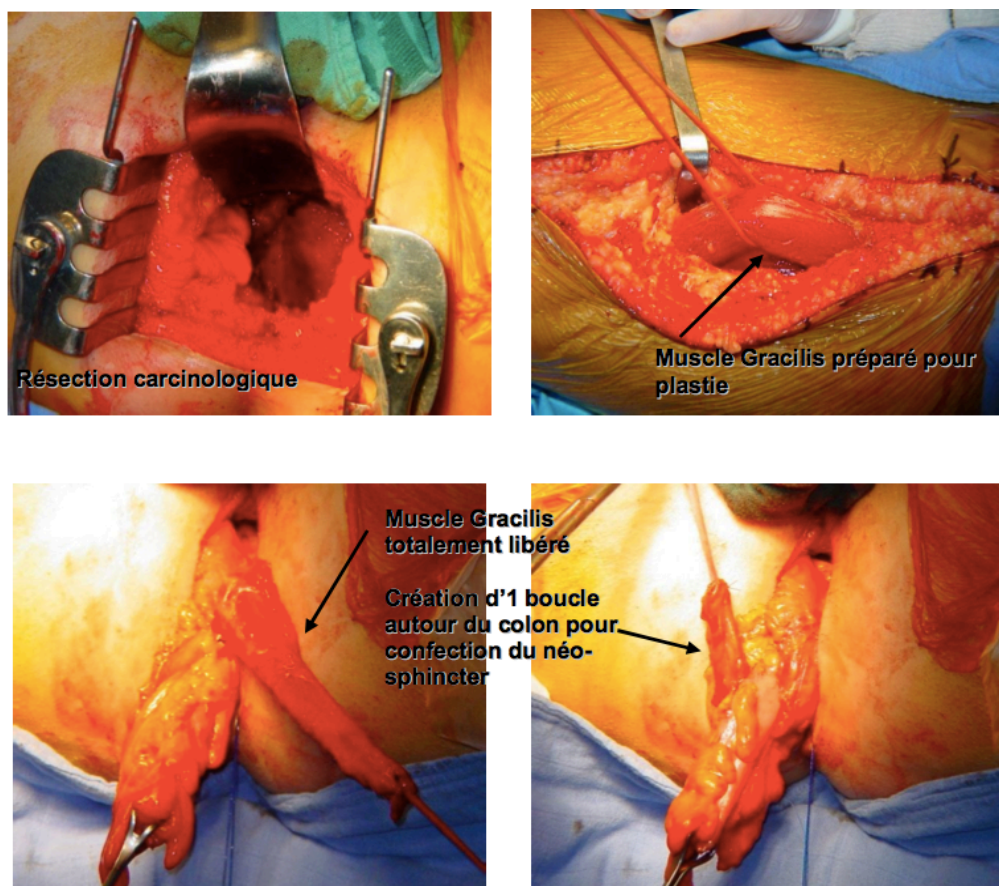 Résection carcinologique
Muscle Gracilis préparé pour
plastie
Muscle Gracilis
totalement libéré
Création d'1 boucle
autour du colon pour
confection du néo-
sphincter